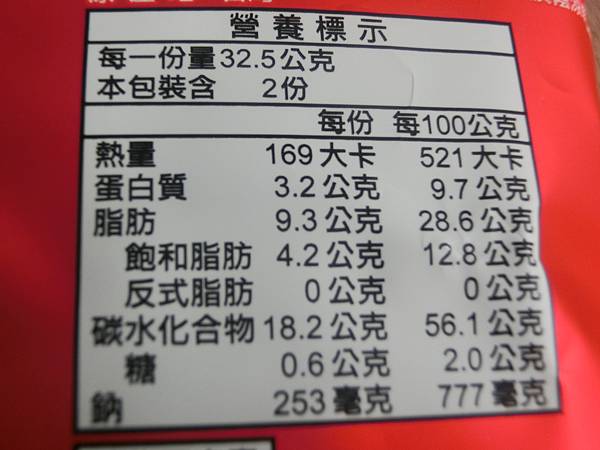 營養標示
每一份量32.5公克
本包裝含 2份
每份 每100公克
熱量 169大卡 521大卡
蛋白質 3.2公克 9.7公克
脂肪 9.3公克 28.6公克
飽和脂肪 4.2公克 12.8公克
反式脂肪 0公克 0公克
碳水化合物 18.2公克 56.1公克
糖 0.6公克 2.0公克
鈉 253毫克 777毫克